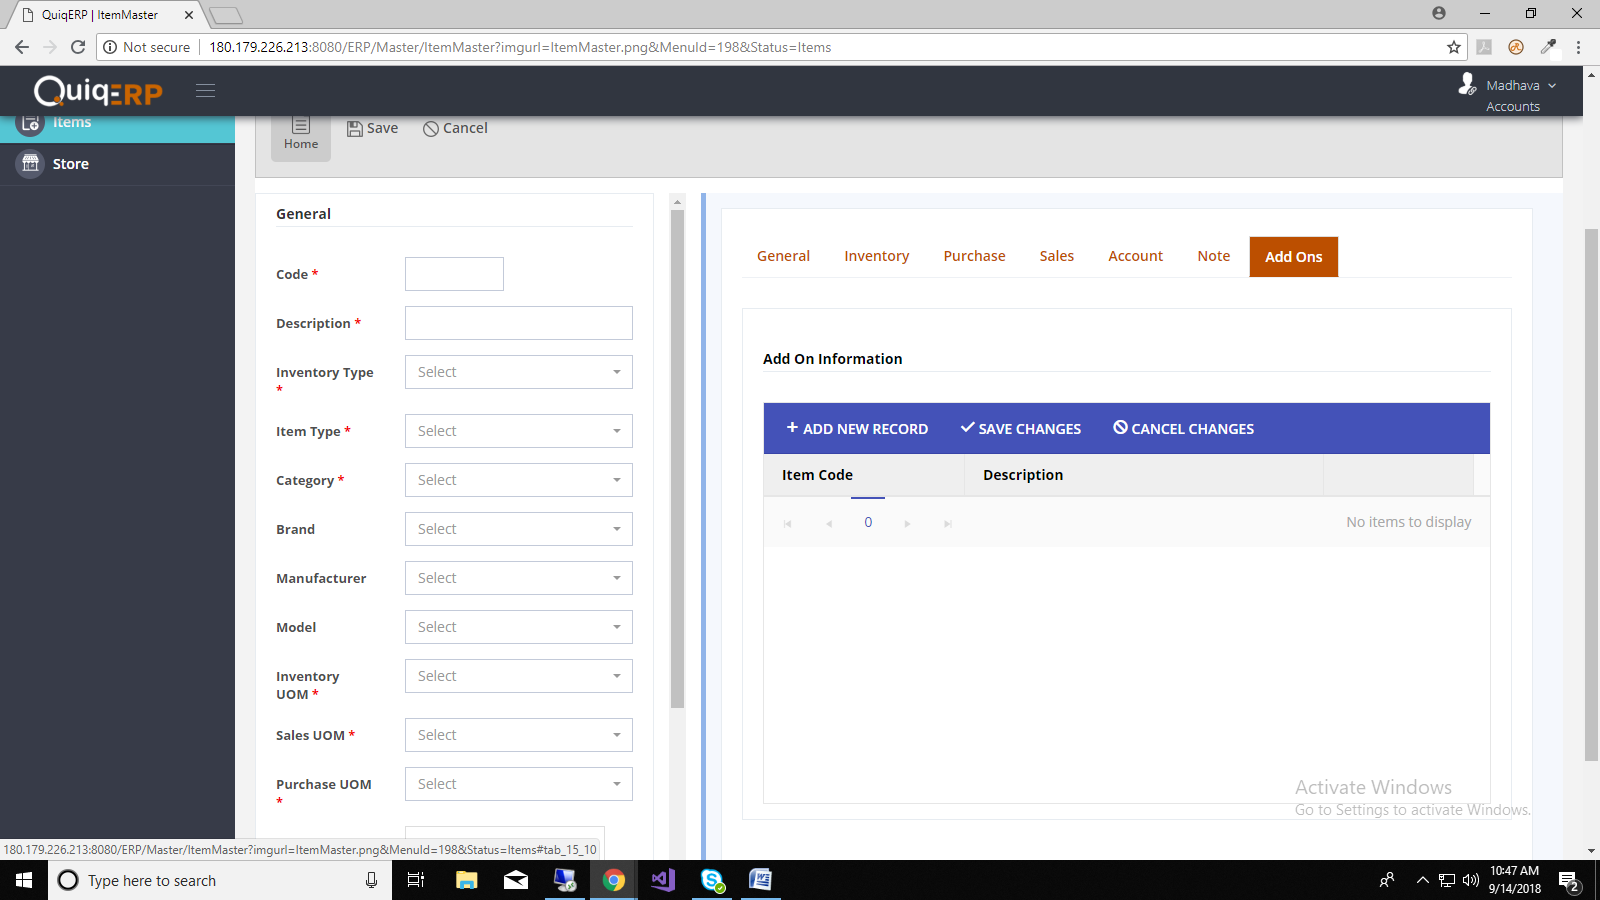 QuiqERP | ItemMaster
Not secure
180.179.226.213:8080/ERP/Master/ItemMaster?imgurl=ItemMaster.png&MenuId=198&Status=Items
QuiqERP
Madhava
Accounts
Items
Store
Home
Save
Cancel
General
Code *
Description *
Inventory Type
*
Select
Item Type *
Select
Category *
Select
Brand
Select
Manufacturer
Select
Model
Select
Inventory
UOM *
Select
Sales UOM *
Select
Purchase UOM
*
Select
General
Inventory
Purchase
Sales
Account
Note
Add Ons
Add On Information
+ ADD NEW RECORD
SAVE CHANGES
CANCEL CHANGES
Item Code
Description
0
No items to display
Activate Windows
Go to Settings to activate Windows.
180.179.226.213:8080/ERP/Master/ItemMaster?imgurl=ItemMaster.png&MenuId=198&Status=Items#tab_15_10
Type here to search
10:47 AM
9/14/2018
2